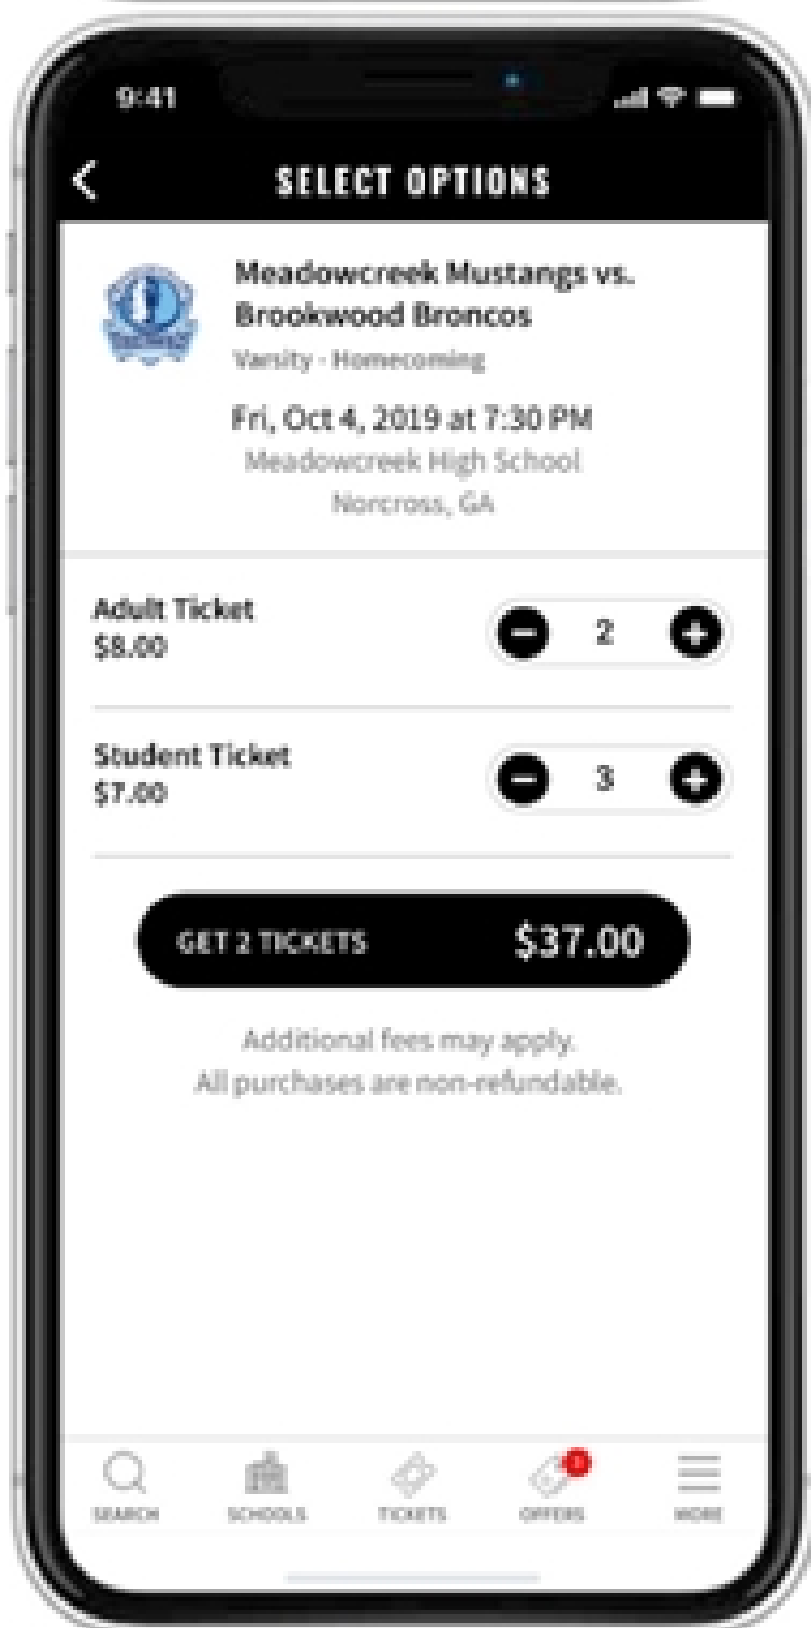 9:41
SELECT OPTIONS
Meadowcreek Mustangs vs.
Brookwood Broncos
Varsity - Homecoming
Fri, Oct 4, 2019 at 7:30 PM
Meadowcreek High School
Norcross, GA
Adult Ticket
$8.00
2
Student Ticket
$7.00
3
GET 2 TICKETS $37.00
Additional fees may apply.
All purchases are non-refundable.
SEARCH SCHOOLS TICKETS OFFERS MORE